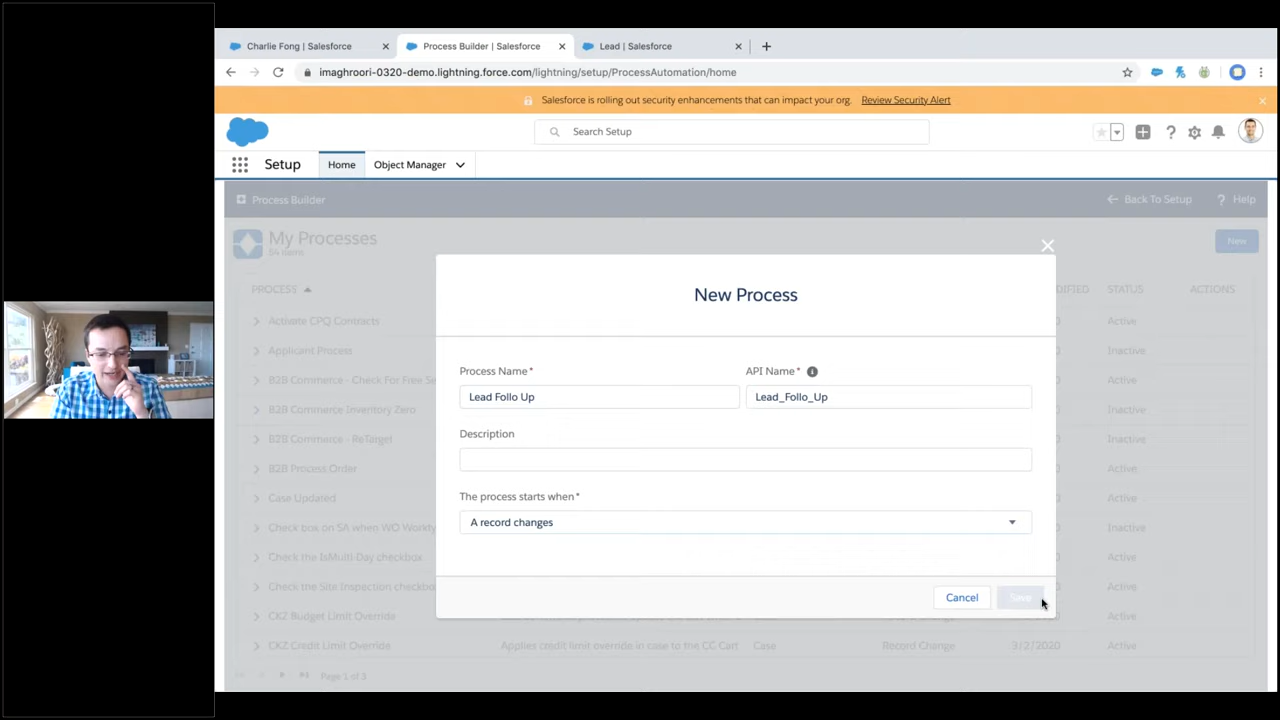 Charlie Fong | Salesforce
Process Builder | Salesforce
Lead | Salesforce
imaghroori-0320-demo.lightning.force.com/lightning/setup/ProcessAutomation/home
Salesforce is rolling out security enhancements that can impact your org. Review Security Alert
Search Setup
Setup
Home
Object Manager
Process Builder
Back To Setup
Help
My Processes
54 items
New
PROCESS
STATUS
ACTIONS
Activate CPQ Contracts
Active
Applicant Process
Inactive
B2B Commerce - Check For Free
Active
B2B Commerce Inventory Zero
Inactive
B2B Commerce - ReTarget
Inactive
B2B Process Order
Active
Case Updated
Active
Check box on SA when WO
Inactive
Check the IsMulti-Day checkbox
Active
Check the Site Inspection
Active
CKZ Budget Limit Override
Active
CKZ Credit Limit Override
Applies credit limit override in case to the CC Cart
Case
Record Change
3/2/2020
Active
Page 1 of 3
New Process
Process Name*
API Name*
Lead Follo Up
Lead_Follo_Up
Description
The process starts when*
A record changes
Cancel
Save